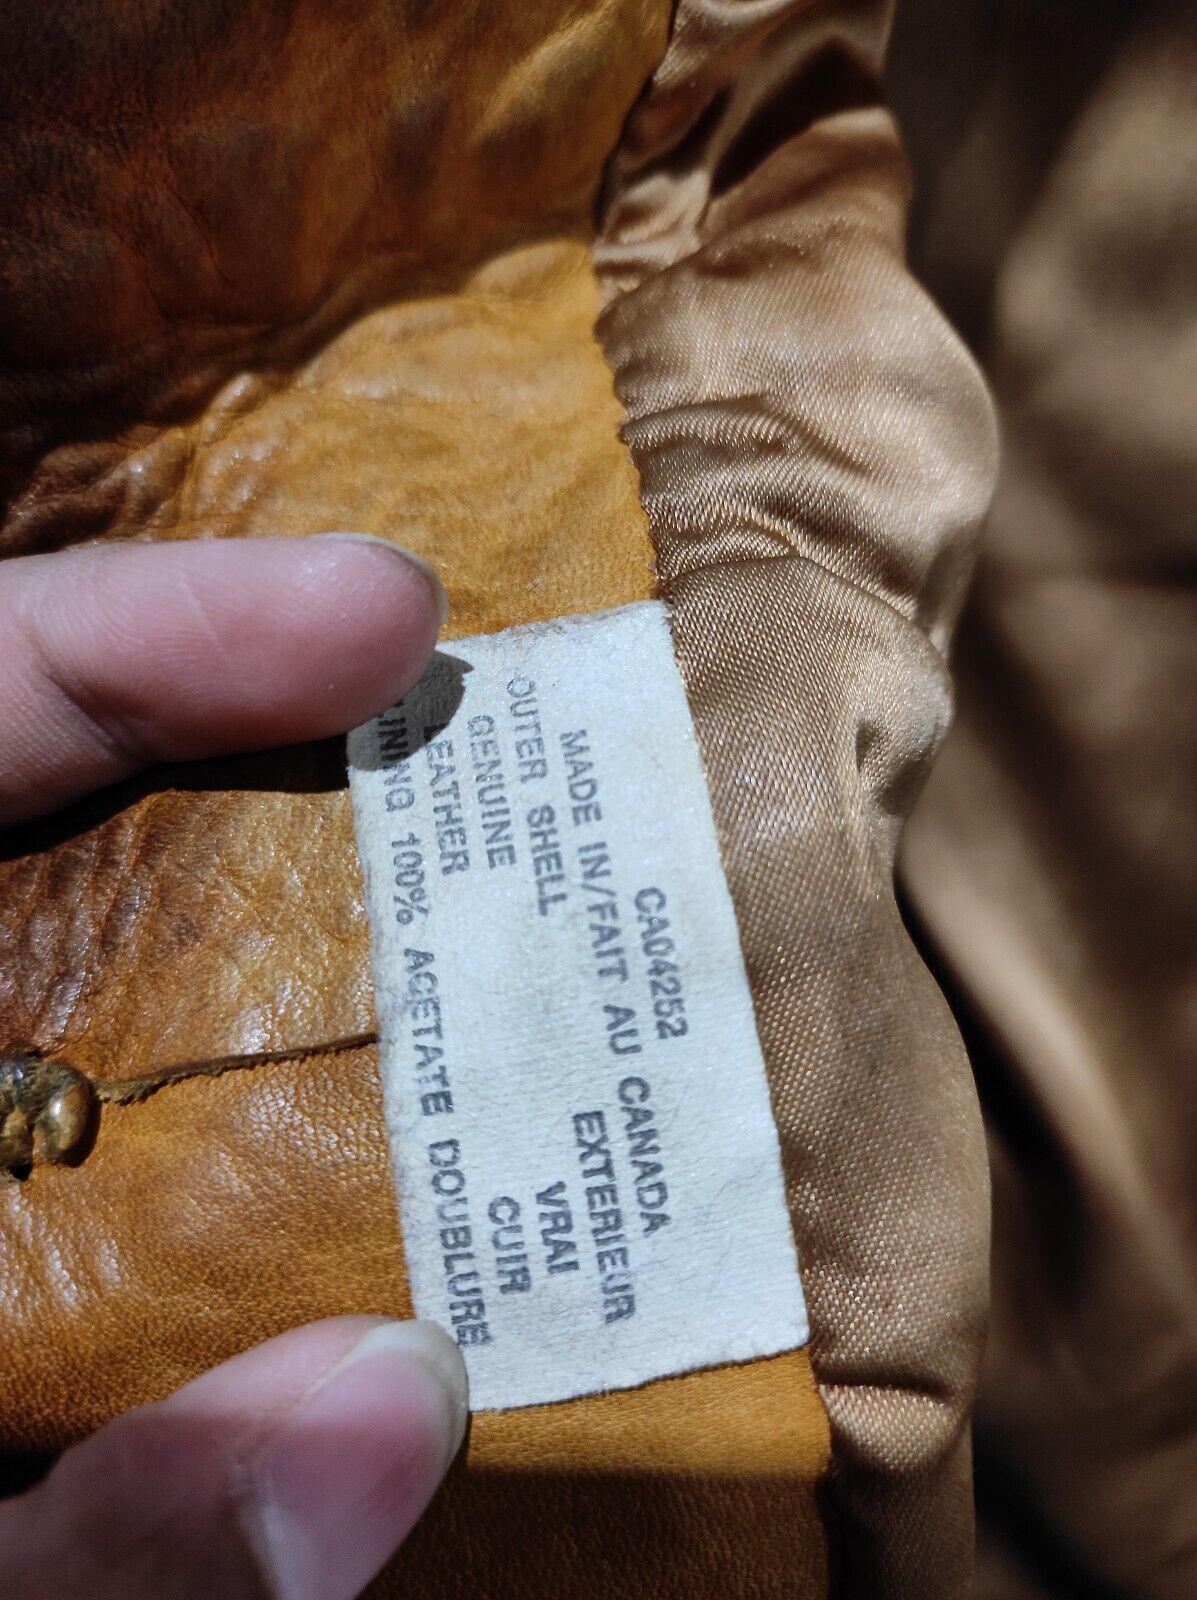 CA04252
MADE IN/FAIT AU CANADA
OUTER SHELL EXTERIEUR
GENUINE VRAI
LEATHER CUIR
LINING 100% ACETATE DOUBLURE